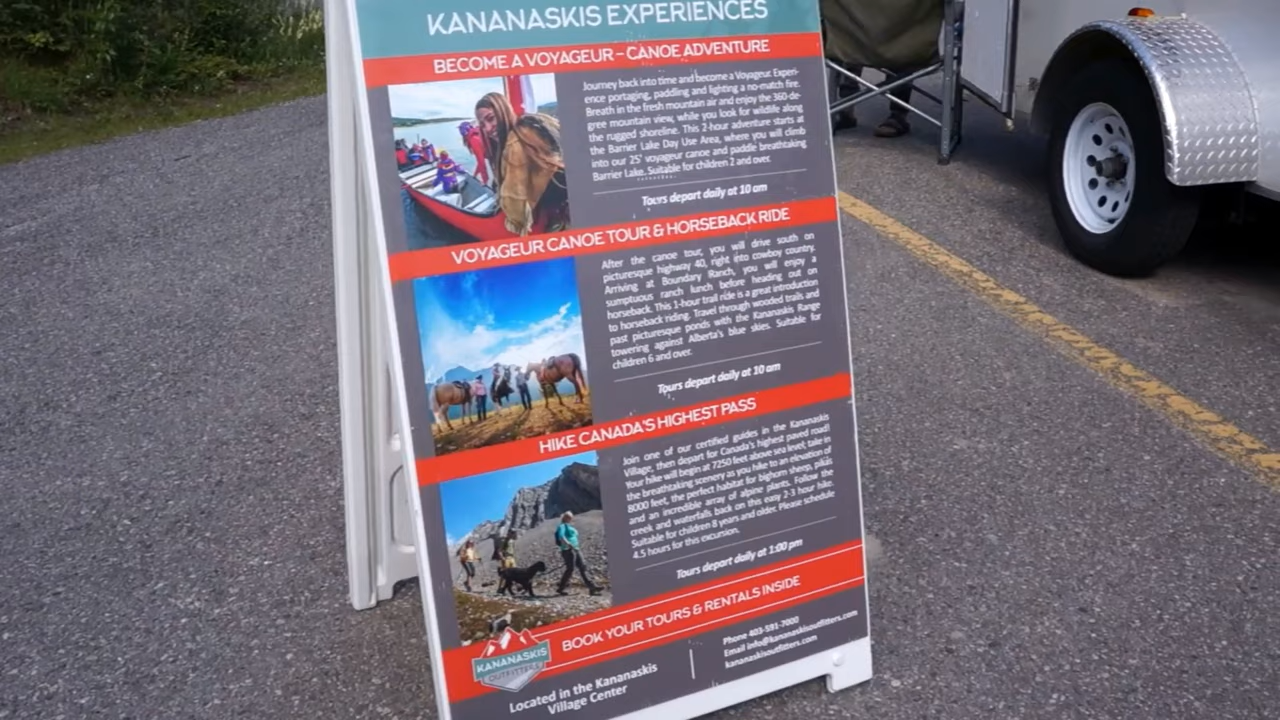 KANANASKIS EXPERIENCES
BECOME A VOYAGEUR – CANOE ADVENTURE
Journey back into time and become a Voyageur. Experi-
ence portaging, paddling and lighting a no-match fire.
Breath in the fresh mountain air and enjoy the 360-de-
gree mountain view, while you look for wildlife along
the rugged shoreline. This 2-hour adventure starts at
the Barrier Lake Day Use Area, where you will climb
into our 25' voyageur canoe and paddle breathtaking
Barrier Lake. Suitable for children 2 and over.
Tours depart daily at 10 am
VOYAGEUR CANOE TOUR & HORSEBACK RIDE
After the canoe tour, you will drive south on
picturesque highway 40, right into cowboy country.
Arriving at Boundary Ranch, you will enjoy a
sumptuous ranch lunch before heading out on
horseback. This 1-hour trail ride is a great introduction
to horseback riding. Travel through wooded trails and
past picturesque ponds with the Kananaskis Range
towering against Alberta's blue skies. Suitable for
children 6 and over.
Tours depart daily at 10 am
HIKE CANADA'S HIGHEST PASS
Join one of our certified guides in the Kananaskis
Village, then depart for Canada's highest paved road!
Your hike will begin at 7250 feet above sea level; take in
the breathtaking scenery as you hike to an elevation of
8000 feet, the perfect habitat for bighorn sheep, pikas
and an incredible array of alpine plants. Follow the
creek and waterfalls back on this easy 2-3 hour hike.
Suitable for children 8 years and older. Please schedule
4.5 hours for this excursion.
Tours depart daily at 1:00 pm
BOOK YOUR TOURS & RENTALS INSIDE
KANANASKIS
OUTFITTERS
Located in the Kananaskis
Village Center
Phone 403-591-7000
Email info@kananaskisoutfitters.com
kananaskisoutfitters.com